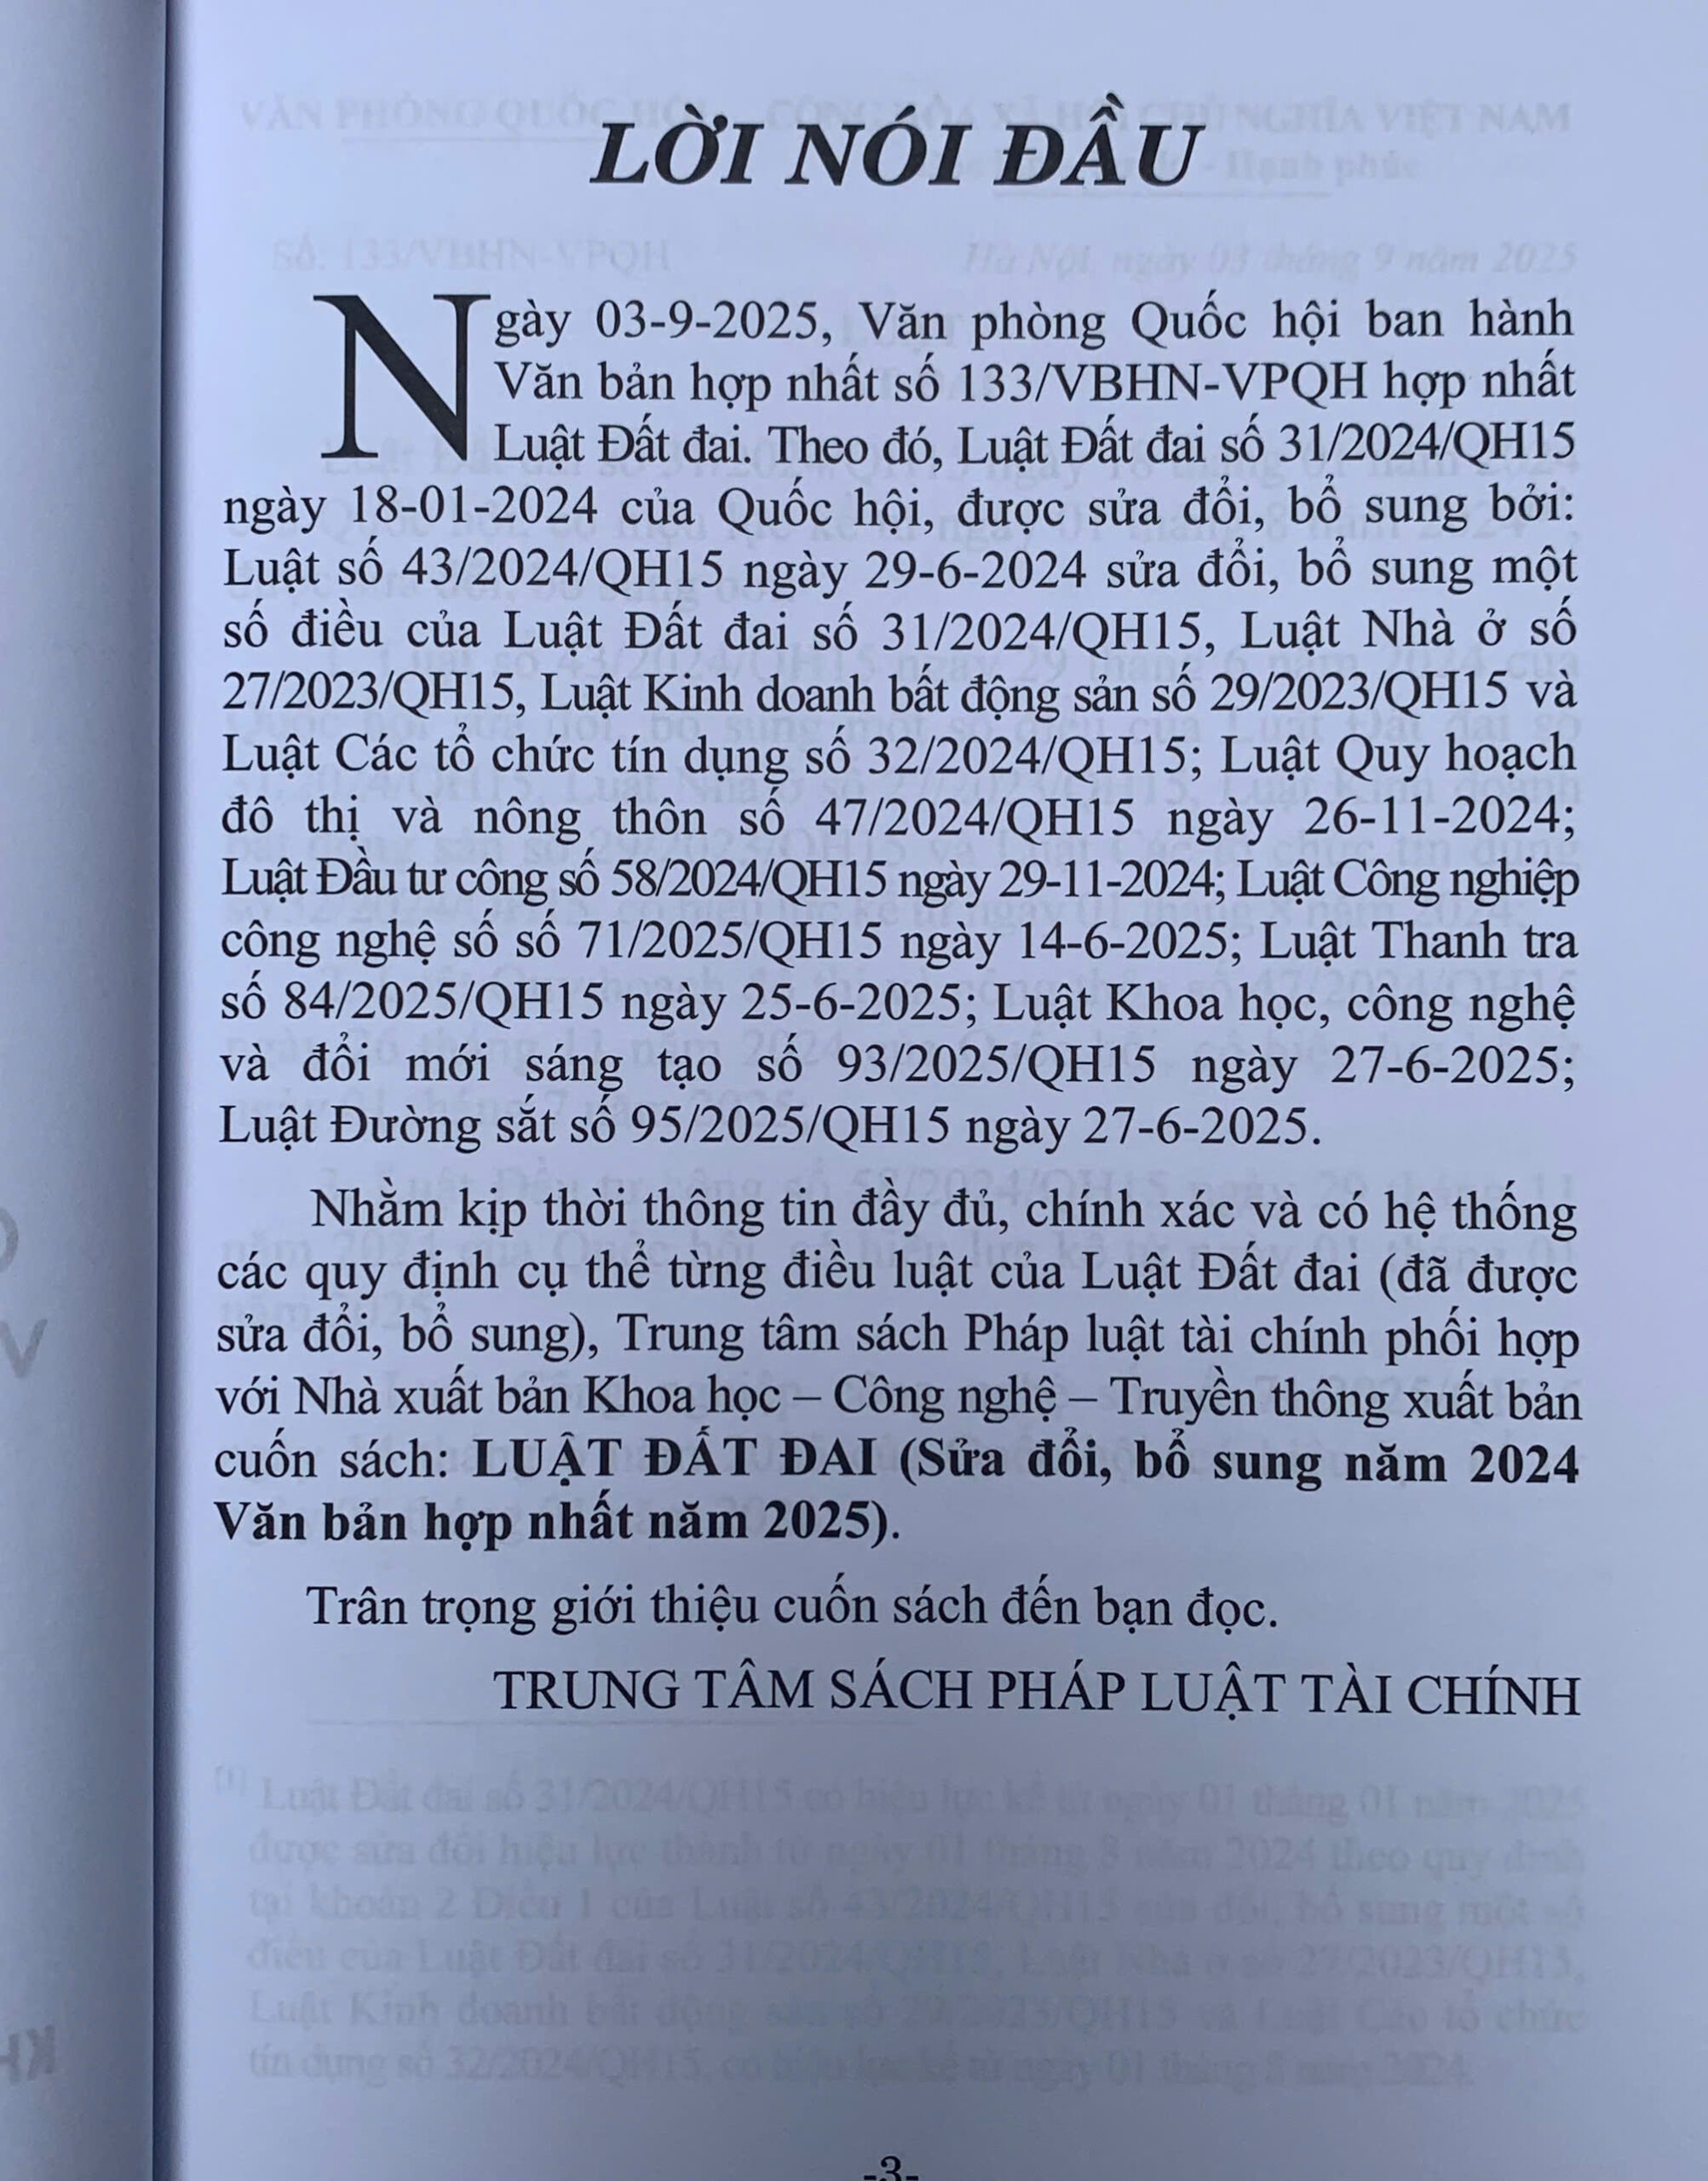 LỜI NÓI ĐẦU
Ngày 03-9-2025, Văn phòng Quốc hội ban hành
Văn bản hợp nhất số 133/VBHN-VPQH hợp nhất
Luật Đất đai. Theo đó, Luật Đất đai số 31/2024/QH15
ngày 18-01-2024 của Quốc hội, được sửa đổi, bổ sung bởi:
Luật số 43/2024/QH15 ngày 29-6-2024 sửa đổi, bổ sung một
số điều của Luật Đất đai số 31/2024/QH15, Luật Nhà ở số
27/2023/QH15, Luật Kinh doanh bất động sản số 29/2023/QH15 và
Luật Các tổ chức tín dụng số 32/2024/QH15; Luật Quy hoạch
đô thị và nông thôn số 47/2024/QH15 ngày 26-11-2024;
Luật Đầu tư công số 58/2024/QH15 ngày 29-11-2024; Luật Công nghiệp
công nghệ số số 71/2025/QH15 ngày 14-6-2025; Luật Thanh tra
số 84/2025/QH15 ngày 25-6-2025; Luật Khoa học, công nghệ
và đổi mới sáng tạo số 93/2025/QH15 ngày 27-6-2025;
Luật Đường sắt số 95/2025/QH15 ngày 27-6-2025.
Nhằm kịp thời thông tin đầy đủ, chính xác và có hệ thống
các quy định cụ thể từng điều luật của Luật Đất đai (đã được
sửa đổi, bổ sung), Trung tâm sách Pháp luật tài chính phối hợp
với Nhà xuất bản Khoa học – Công nghệ – Truyền thông xuất bản
cuốn sách: LUẬT ĐẤT ĐAI (Sửa đổi, bổ sung năm 2024
Văn bản hợp nhất năm 2025).
Trân trọng giới thiệu cuốn sách đến bạn đọc.
TRUNG TÂM SÁCH PHÁP LUẬT TÀI CHÍNH
-3-